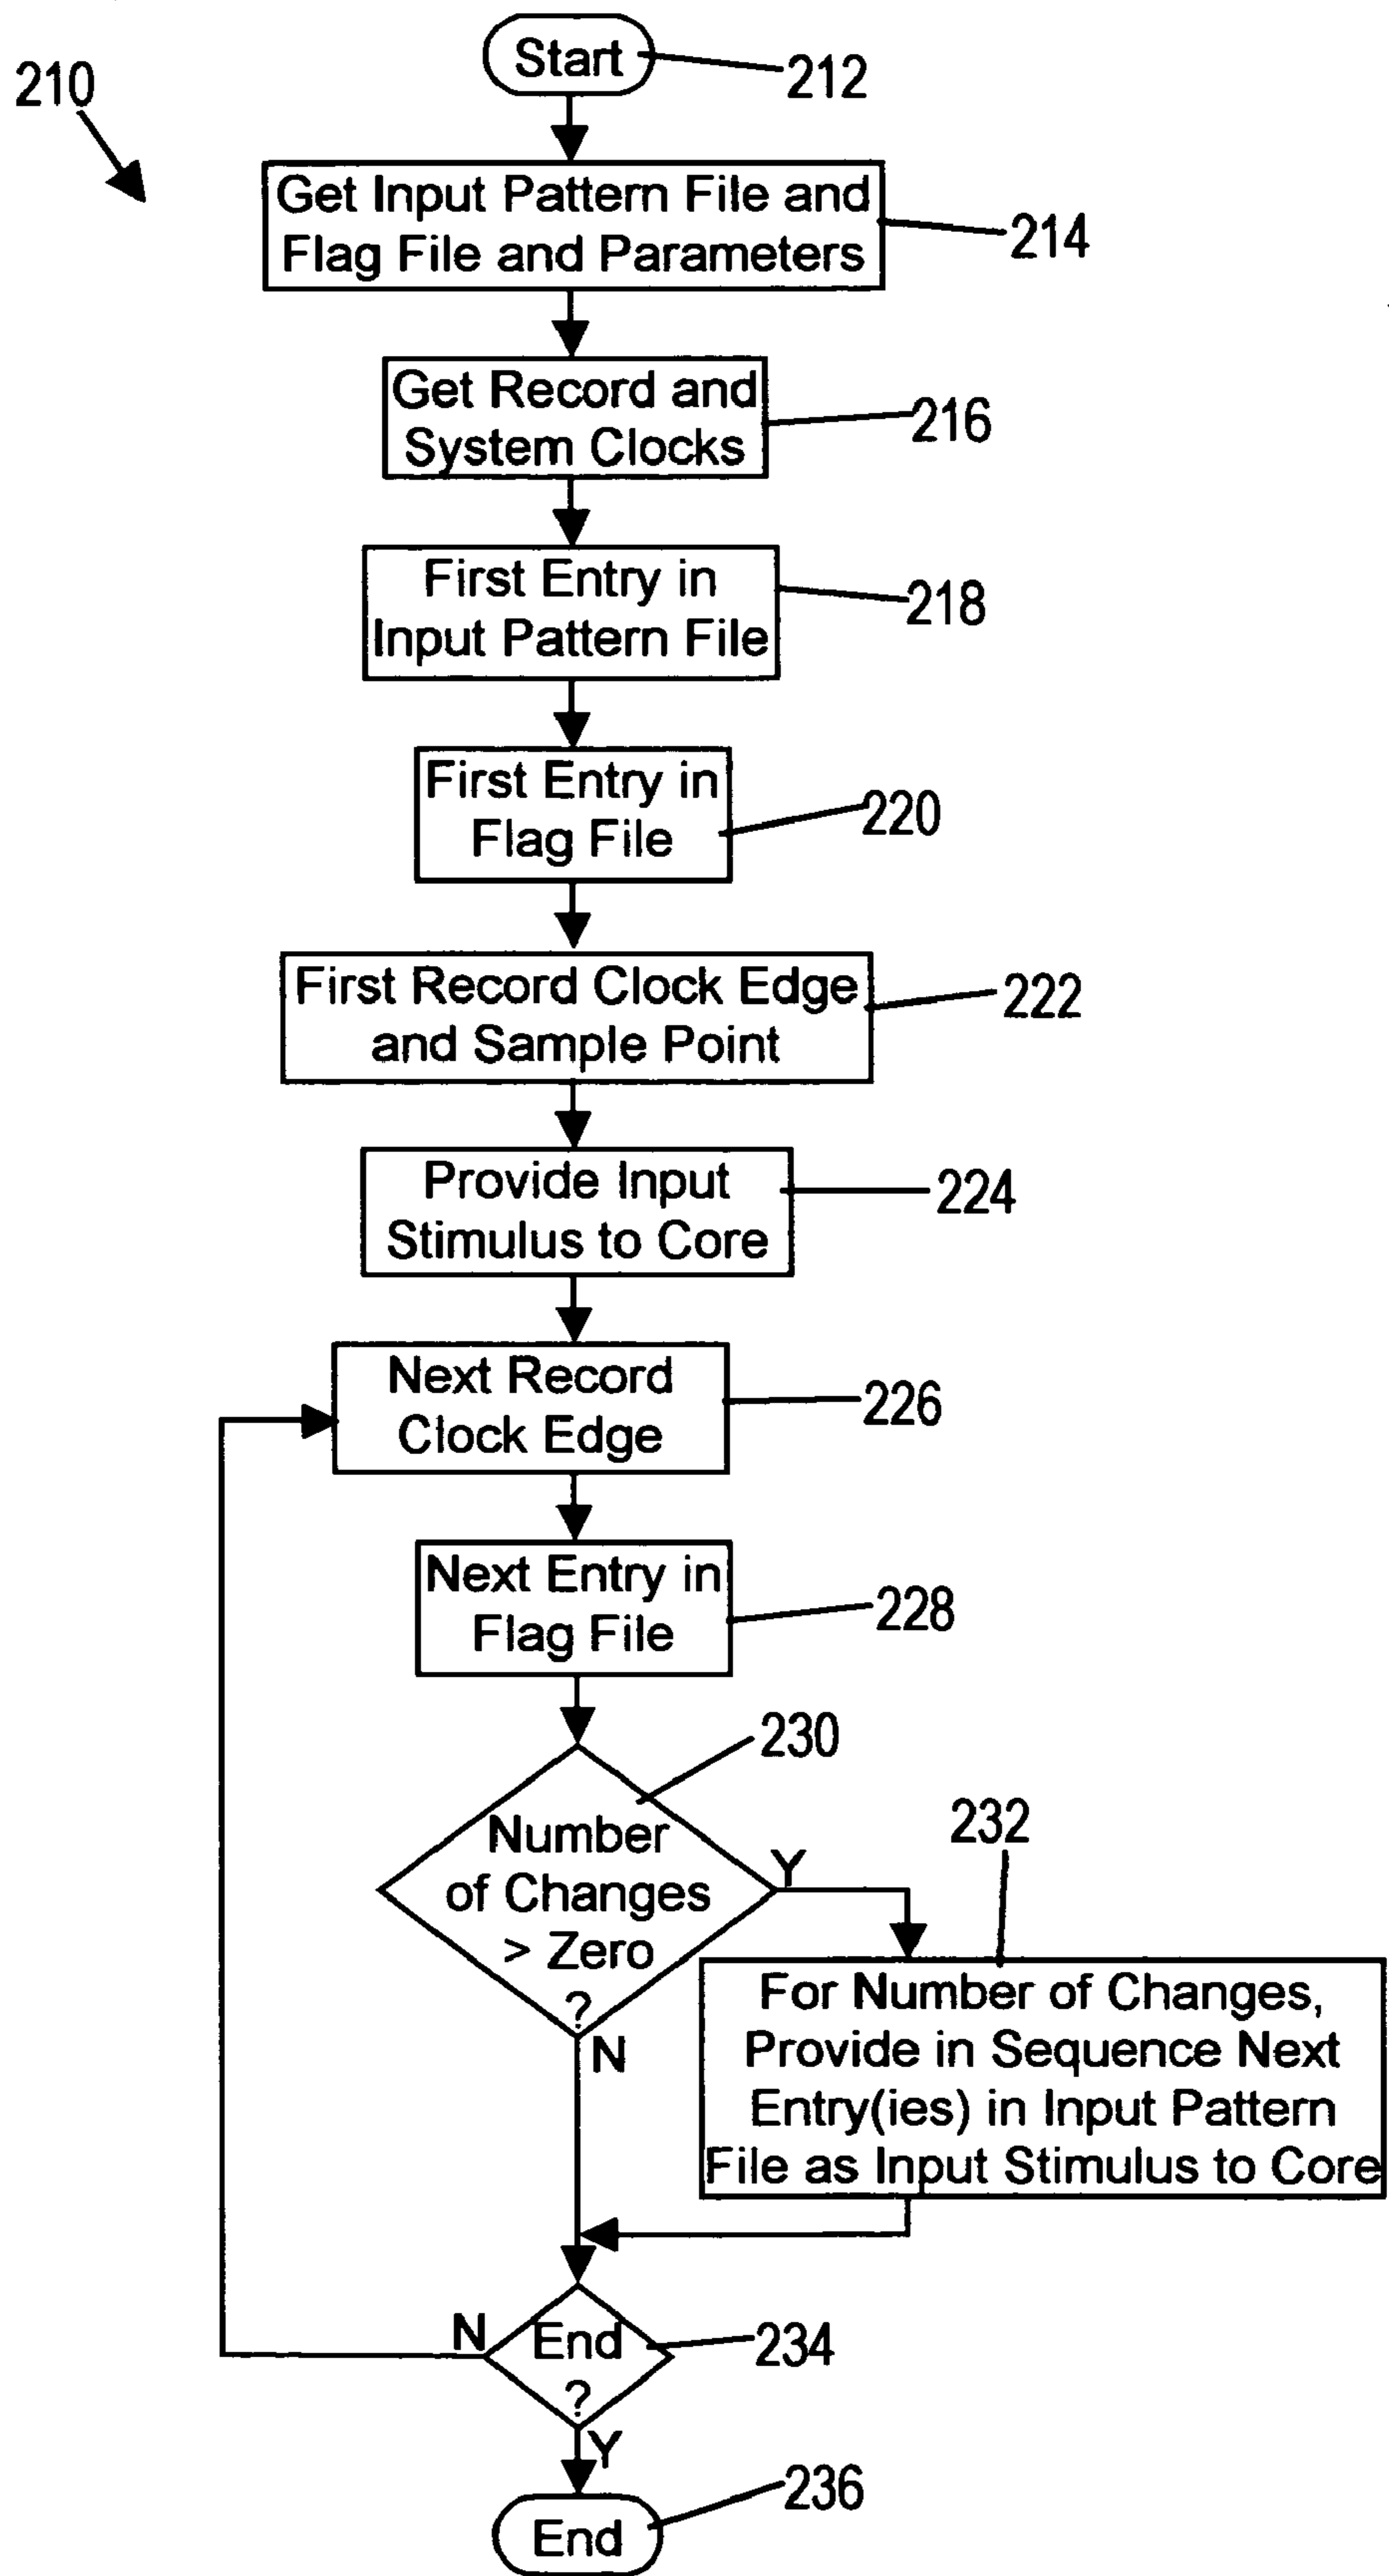 Start
212
210
Get Input Pattern File and
Flag File and Parameters
214
Get Record and
System Clocks
216
First Entry in
Input Pattern File
218
First Entry in
Flag File
220
First Record Clock Edge
and Sample Point
222
Provide Input
Stimulus to Core
224
Next Record
Clock Edge
226
Next Entry in
Flag File
228
230
Number
of Changes
> Zero
?
Y
N
232
For Number of Changes,
Provide in Sequence Next
Entry(ies) in Input Pattern
File as Input Stimulus to Core
N
End
?
234
Y
End
236